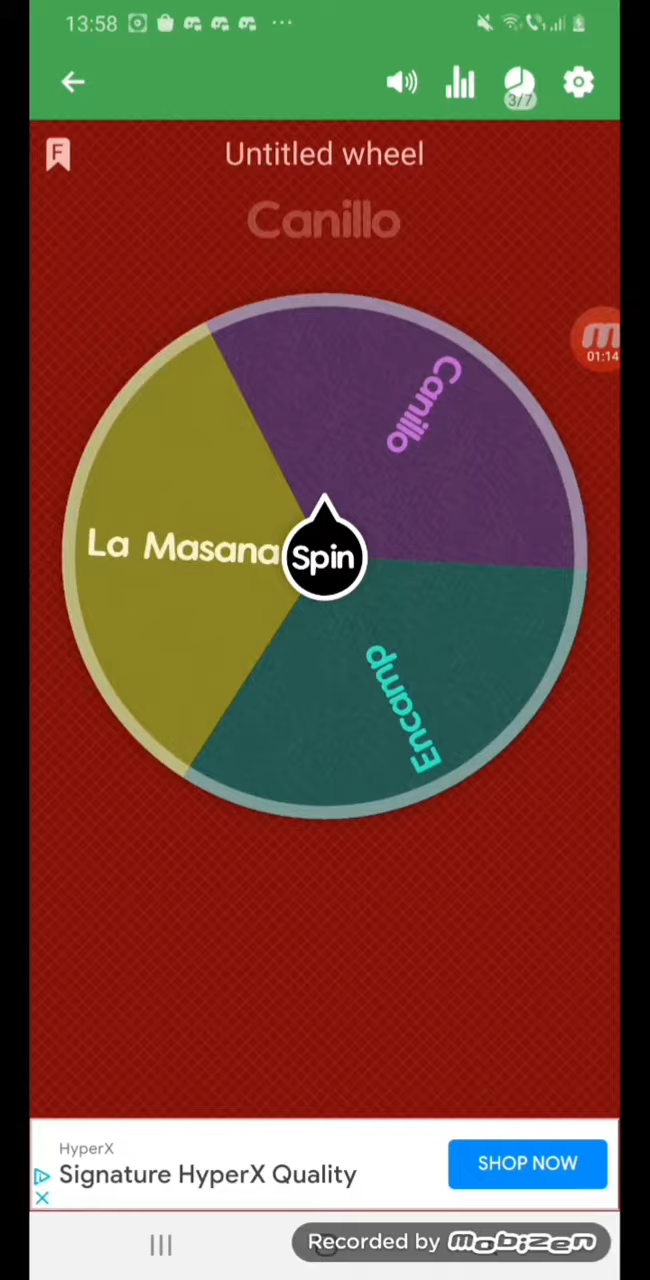 13:58
3/7
F
Untitled wheel
Canillo
01:14
Canillo
La Masana
Spin
Encamp
HyperX
Signature HyperX Quality
SHOP NOW
Recorded by mobizen